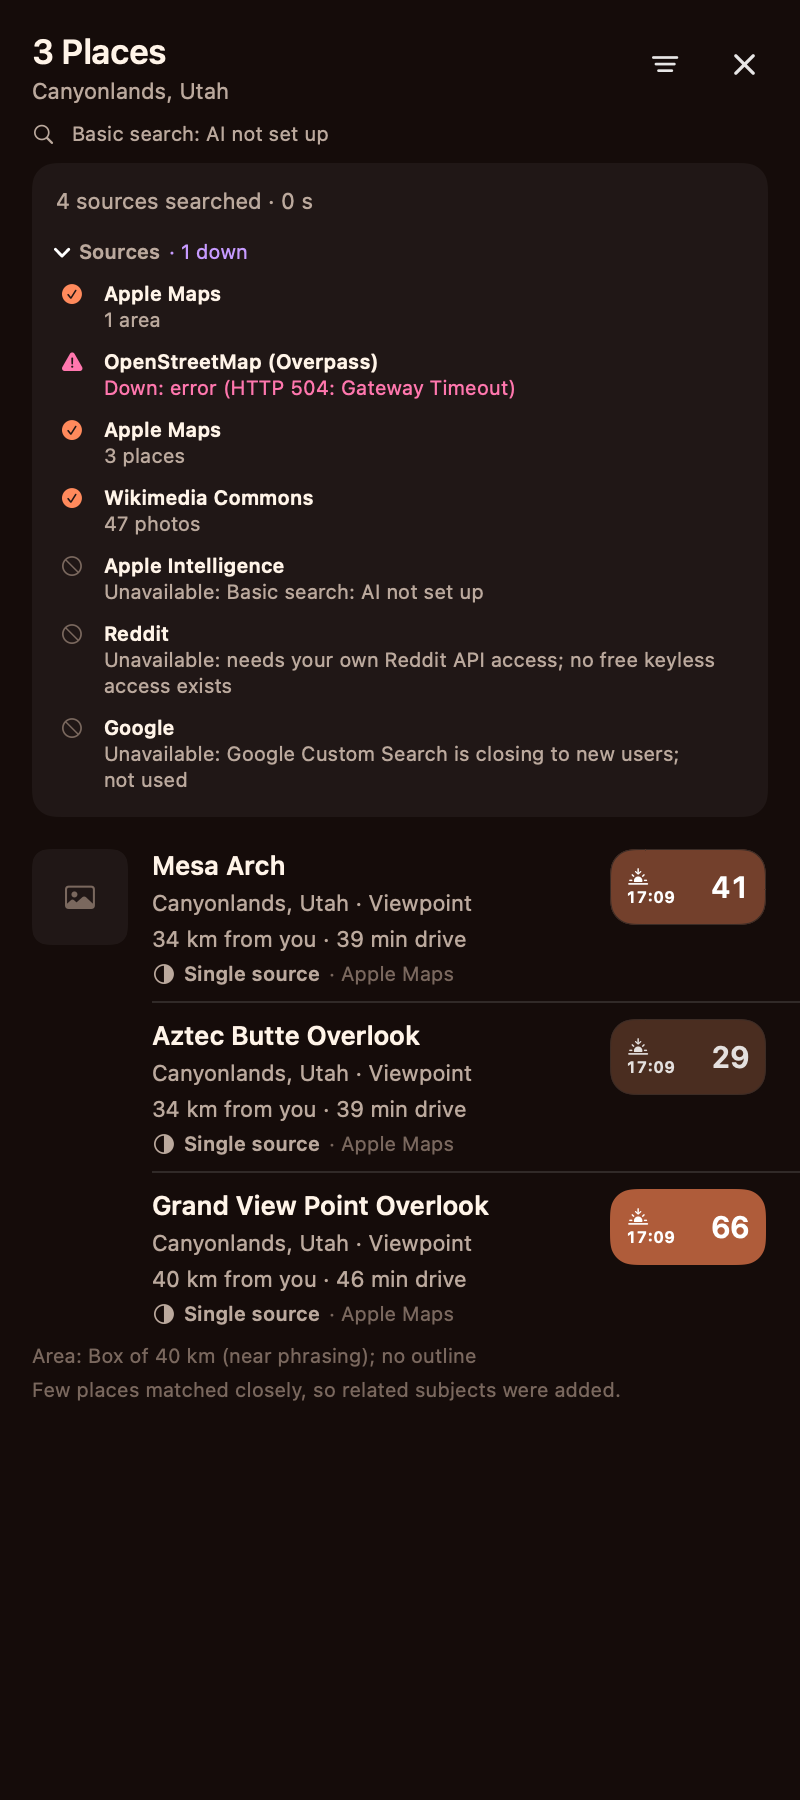 3 Places
Canyonlands, Utah
Basic search: AI not set up
4 sources searched · 0 s
Sources · 1 down
Apple Maps
1 area
OpenStreetMap (Overpass)
Down: error (HTTP 504: Gateway Timeout)
Apple Maps
3 places
Wikimedia Commons
47 photos
Apple Intelligence
Unavailable: Basic search: AI not set up
Reddit
Unavailable: needs your own Reddit API access; no free keyless
access exists
Google
Unavailable: Google Custom Search is closing to new users;
not used
Mesa Arch
Canyonlands, Utah · Viewpoint
34 km from you · 39 min drive
Single source · Apple Maps
17:09 41
Aztec Butte Overlook
Canyonlands, Utah · Viewpoint
34 km from you · 39 min drive
Single source · Apple Maps
17:09 29
Grand View Point Overlook
Canyonlands, Utah · Viewpoint
40 km from you · 46 min drive
Single source · Apple Maps
17:09 66
Area: Box of 40 km (near phrasing); no outline
Few places matched closely, so related subjects were added.